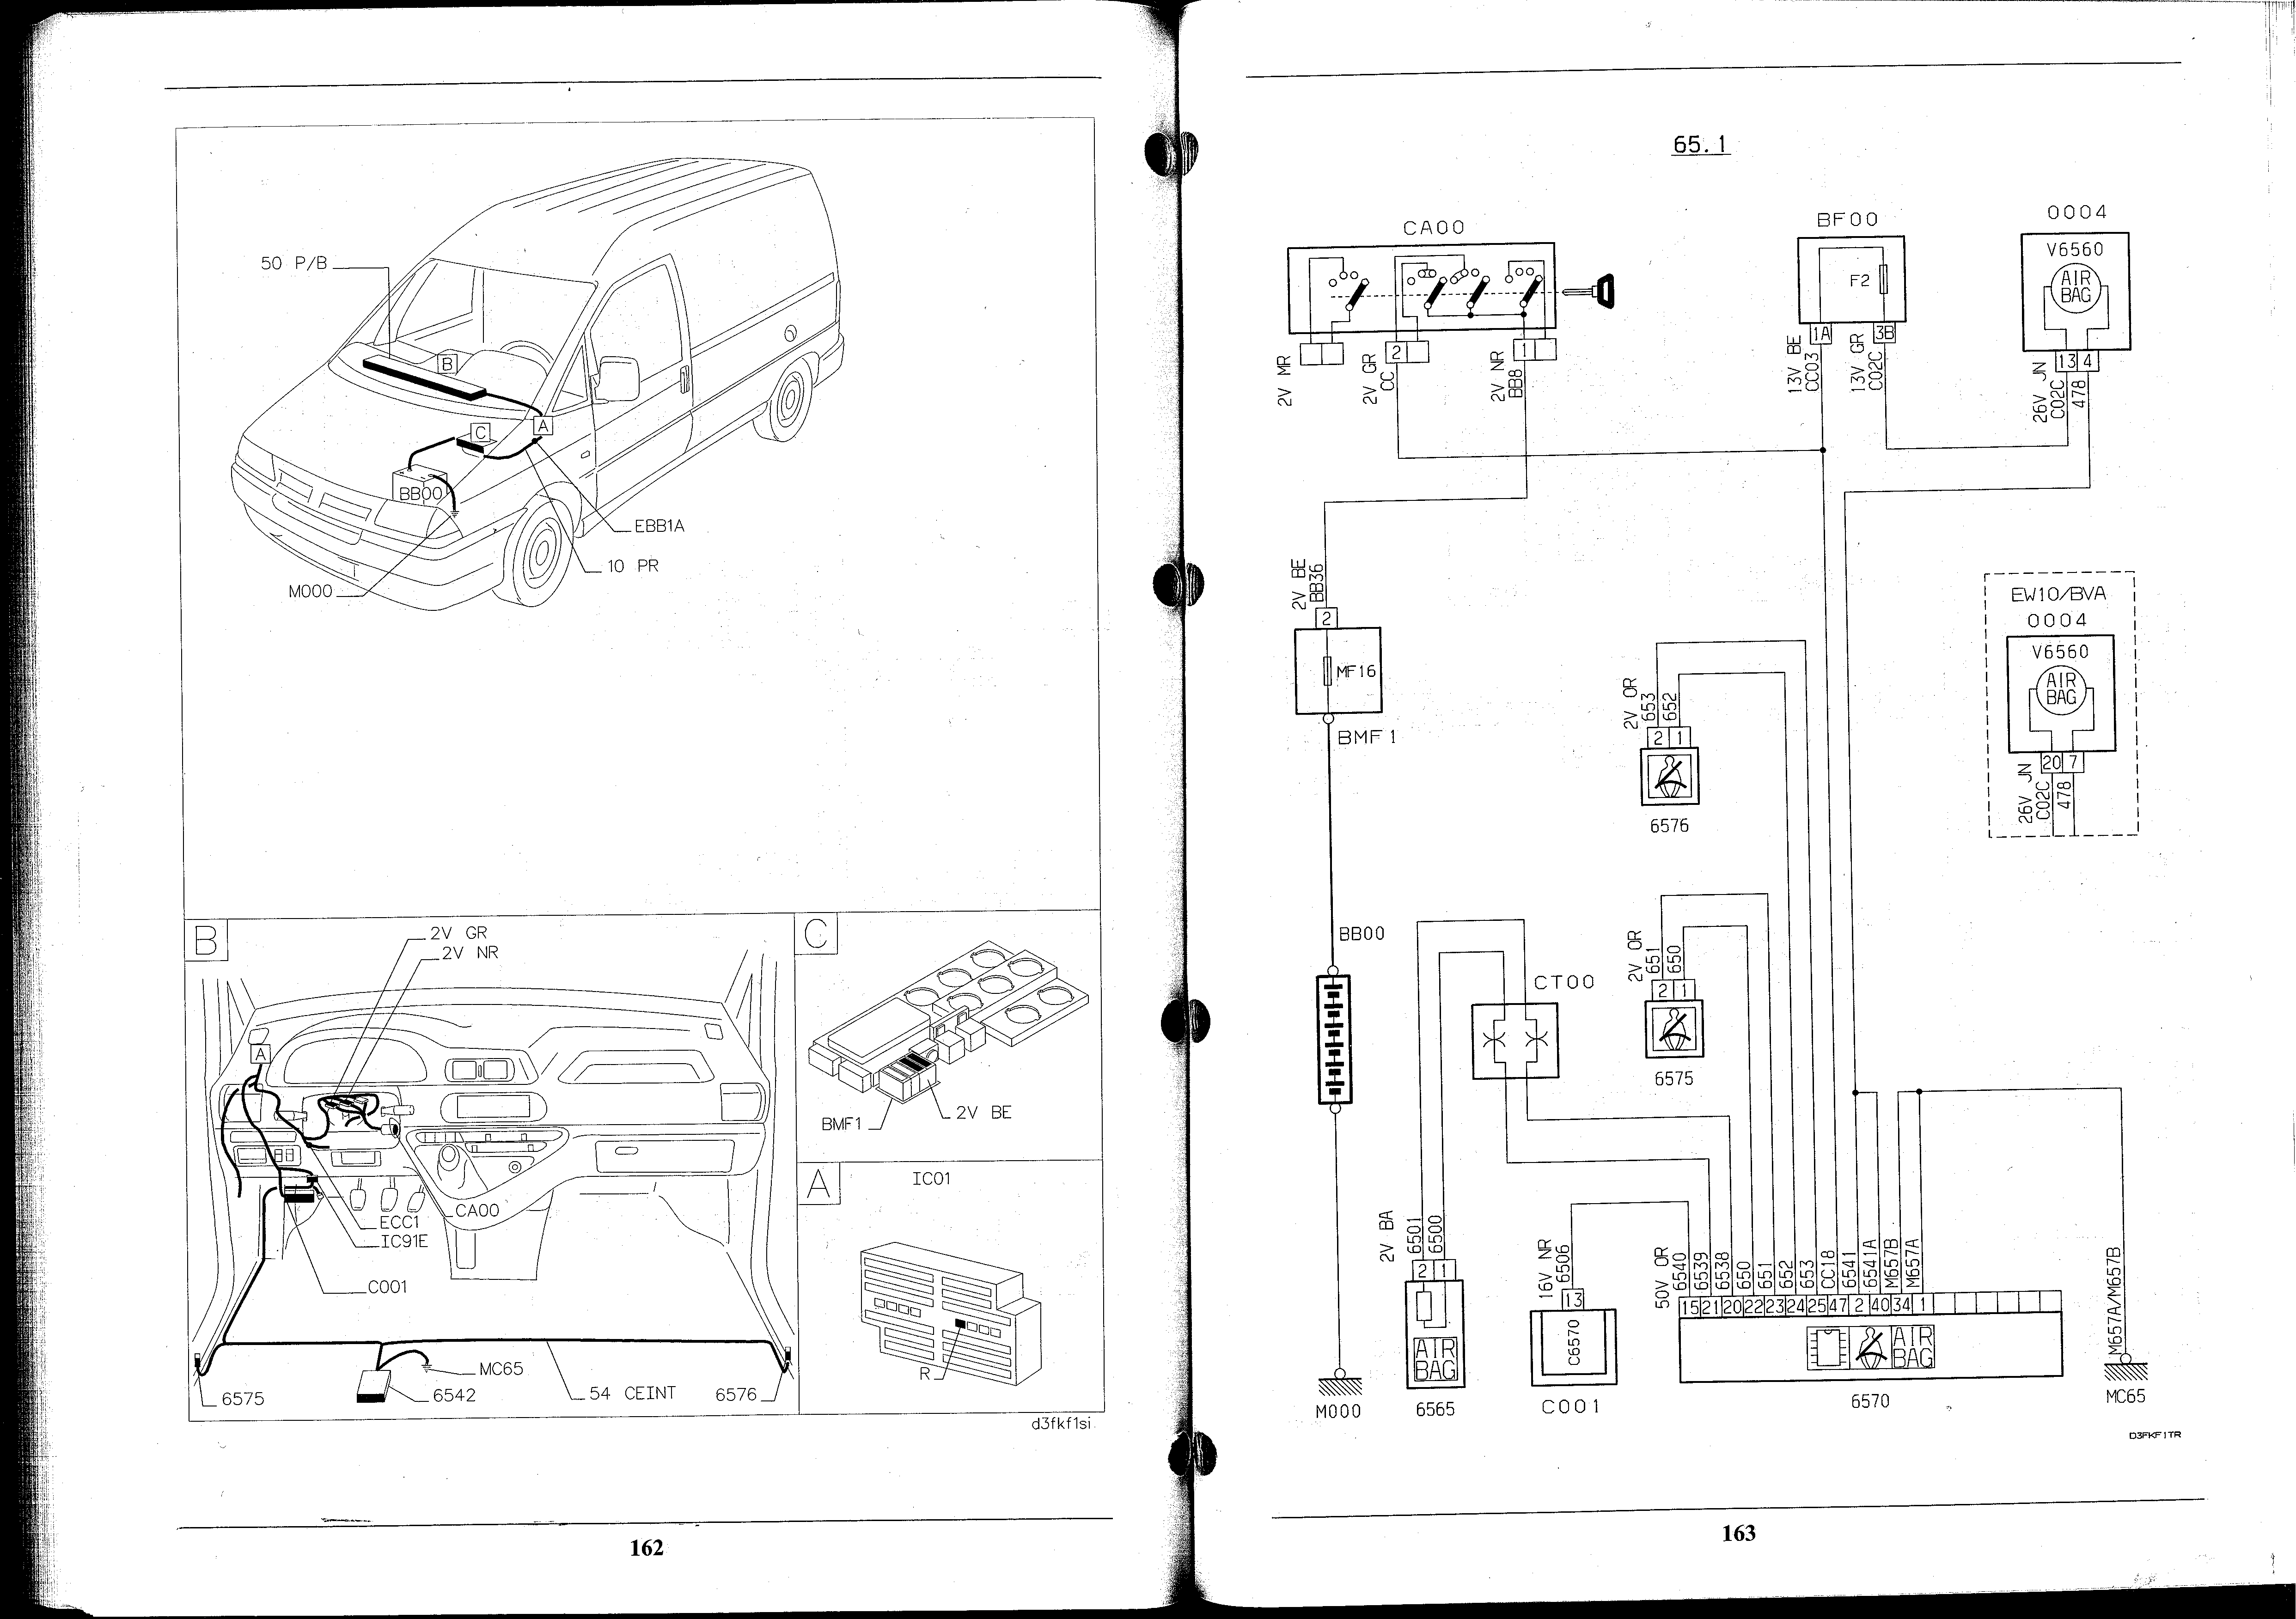 50 P/B
B
C
A
BB00
EBB1A
10 PR
M000
B
2V GR
2V NR
A
CA00
ECC1
IC91E
C001
MC65
6575
6542
54 CEINT
6576
C
BMF1
2V BE
A
IC01
R
d3fkf1si
162
65.1
CA00
2V MR
2
2V GR
CC
1
2V NR
BB8
BF00
F2
1A
3B
13V BE
CC03
13V GR
C02C
0004
V6560
AIR
BAG
13 4
26V JN
C02C
478
2V BE
BB36
2
MF16
BMF1
BB00
M000
EW10/BVA
0004
V6560
AIR
BAG
20 7
26V JN
C02C
478
2V OR
653
652
2 1
6576
2V OR
651
650
2 1
6575
CT00
2V BA
6501
6500
2 1
AIR
BAG
6565
16V NR
6506
13
C6570
C001
50V OR
6540
6539
6538
650
651
652
653
CC18
6541
6541A
M657B
M657A
15 21 20 22 23 24 25 47 2 40 34 1
AIR
BAG
6570
M657A/M657B
MC65
D3FKF1TR
163